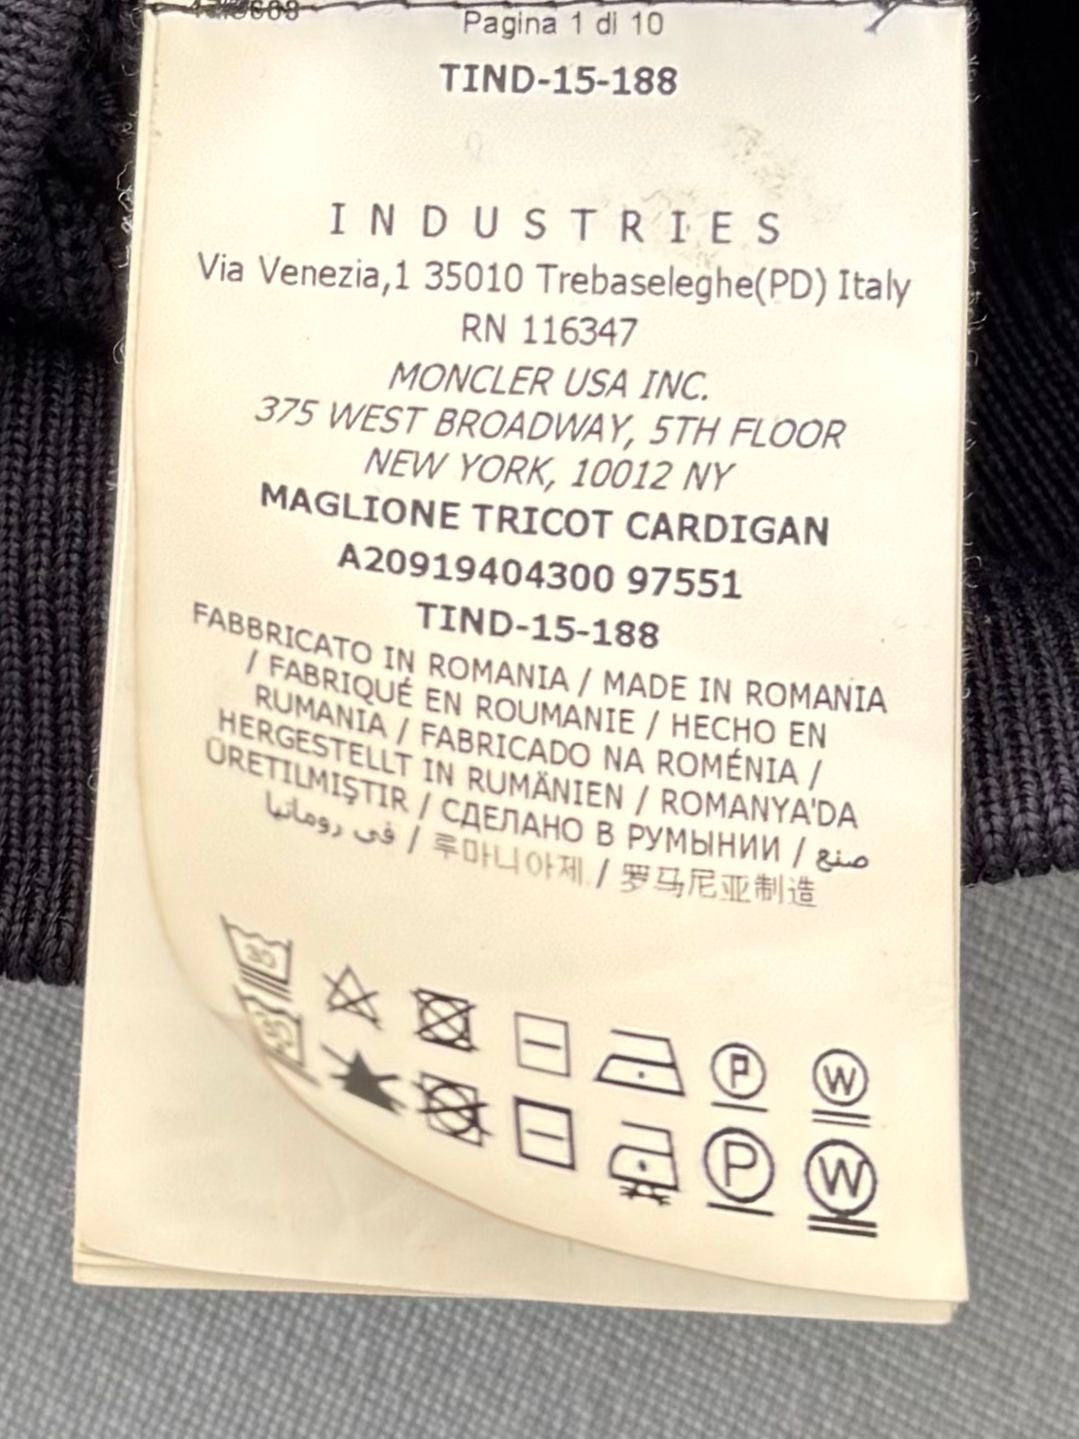 Pagina 1 di 10
TIND-15-188
INDUSTRIES
Via Venezia,1 35010 Trebaseleghe(PD) Italy
RN 116347
MONCLER USA INC.
375 WEST BROADWAY, 5TH FLOOR
NEW YORK, 10012 NY
MAGLIONE TRICOT CARDIGAN
A20919404300 97551
TIND-15-188
FABBRICATO IN ROMANIA / MADE IN ROMANIA
/ FABRIQUÉ EN ROUMANIE / HECHO EN
RUMANIA / FABRICADO NA ROMÉNIA /
HERGESTELLT IN RUMÄNIEN / ROMANYA'DA
ÜRETILMIŞTIR / СДЕЛАНО В РУМЫНИИ / صنع
في رومانيا / 루마니아제 / 罗马尼亚制造
30
P W
P W